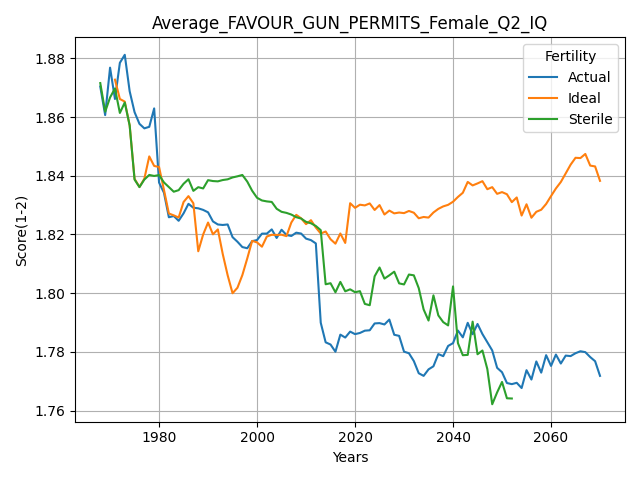 Average_FAVOUR_GUN_PERMITS_Female_Q2_IQ
Fertility
Actual
Ideal
Sterile
Score(1-2)
1.88
1.86
1.84
1.82
1.80
1.78
1.76
1980
2000
2020
2040
2060
Years